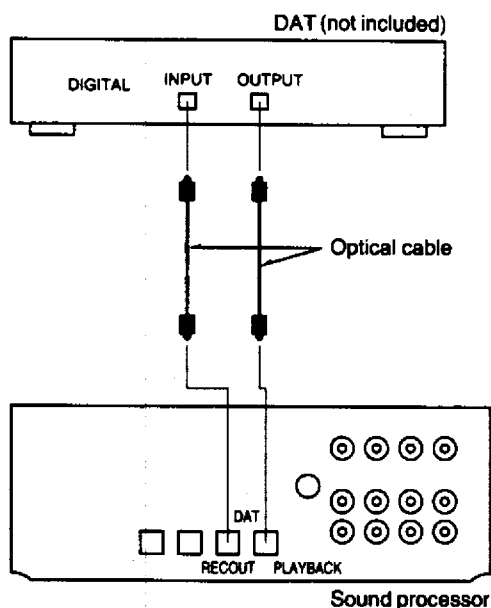 DAT (not included)
DIGITAL INPUT OUTPUT
Optical cable
DAT
RECOUT PLAYBACK
Sound processor